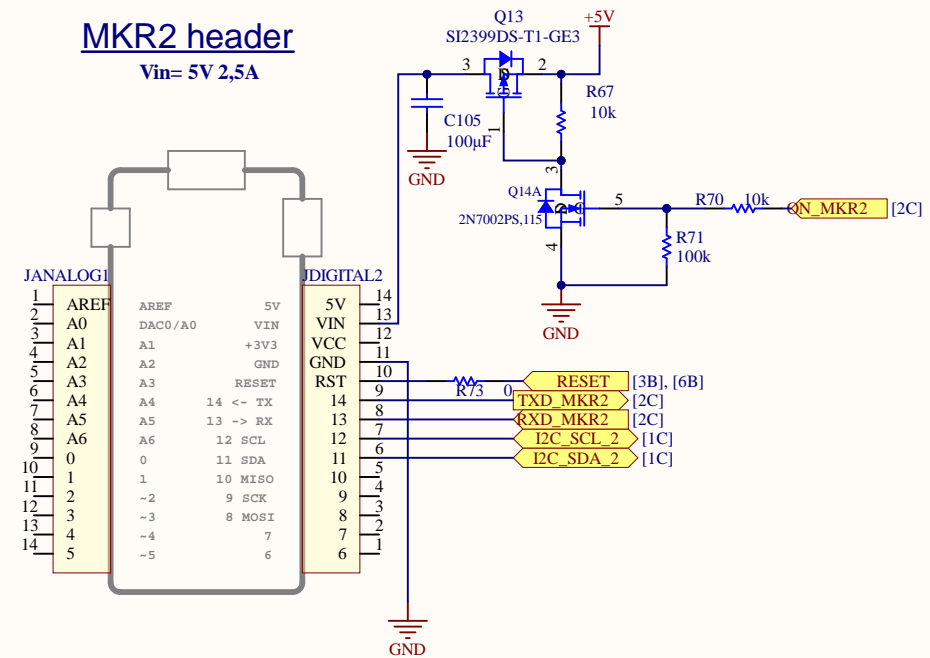 MKR2 header
Vin= 5V 2,5A
Q13
SI2399DS-T1-GE3
+5V
3
2
1
D
G
R67
10k
C105
100µF
GND
3
Q14A
2N7002PS,115
D
G
5
4
R70
10k
ON_MKR2
[2C]
R71
100k
GND
JANALOG1
JDIGITAL2
1 AREF AREF 5V 5V 14
2 A0 DAC0/A0 VIN VIN 13
3 A1 A1 +3V3 VCC 12
4 A2 A2 GND GND 11
5 A3 A3 RESET RST 10
6 A4 A4 14 <- TX 14 9
7 A5 A5 13 -> RX 13 8
8 A6 A6 12 SCL 12 7
9 0 0 11 SDA 11 6
10 1 1 10 MISO 10 5
11 2 ~2 9 SCK 9 4
12 3 ~3 8 MOSI 8 3
13 4 ~4 7 7 2
14 5 ~5 6 6 1
R73
0
RESET
[3B], [6B]
TXD_MKR2
[2C]
RXD_MKR2
[2C]
I2C_SCL_2
[1C]
I2C_SDA_2
[1C]
GND